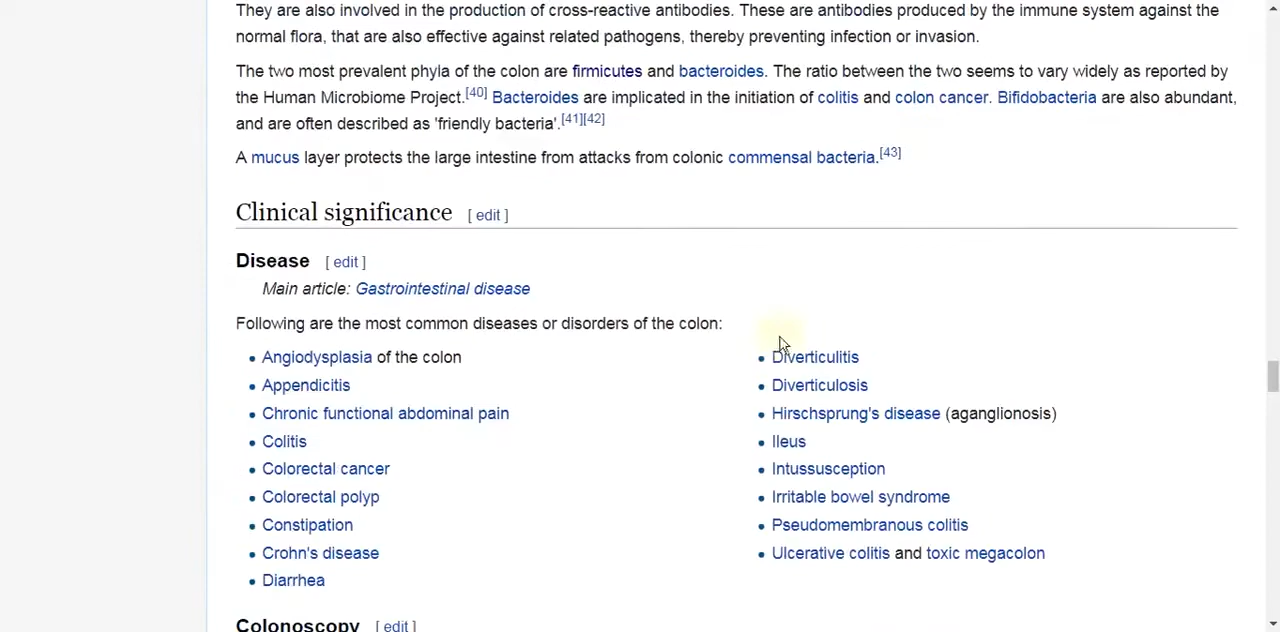 They are also involved in the production of cross-reactive antibodies. These are antibodies produced by the immune system against the
normal flora, that are also effective against related pathogens, thereby preventing infection or invasion.
The two most prevalent phyla of the colon are firmicutes and bacteroides. The ratio between the two seems to vary widely as reported by
the Human Microbiome Project.[40] Bacteroides are implicated in the initiation of colitis and colon cancer. Bifidobacteria are also abundant,
and are often described as 'friendly bacteria'.[41][42]
A mucus layer protects the large intestine from attacks from colonic commensal bacteria.[43]
Clinical significance [ edit ]
Disease [ edit ]
Main article: Gastrointestinal disease
Following are the most common diseases or disorders of the colon:
• Angiodysplasia of the colon
• Appendicitis
• Chronic functional abdominal pain
• Colitis
• Colorectal cancer
• Colorectal polyp
• Constipation
• Crohn's disease
• Diarrhea
• Diverticulitis
• Diverticulosis
• Hirschsprung's disease (aganglionosis)
• Ileus
• Intussusception
• Irritable bowel syndrome
• Pseudomembranous colitis
• Ulcerative colitis and toxic megacolon
Colonoscopy [ edit ]